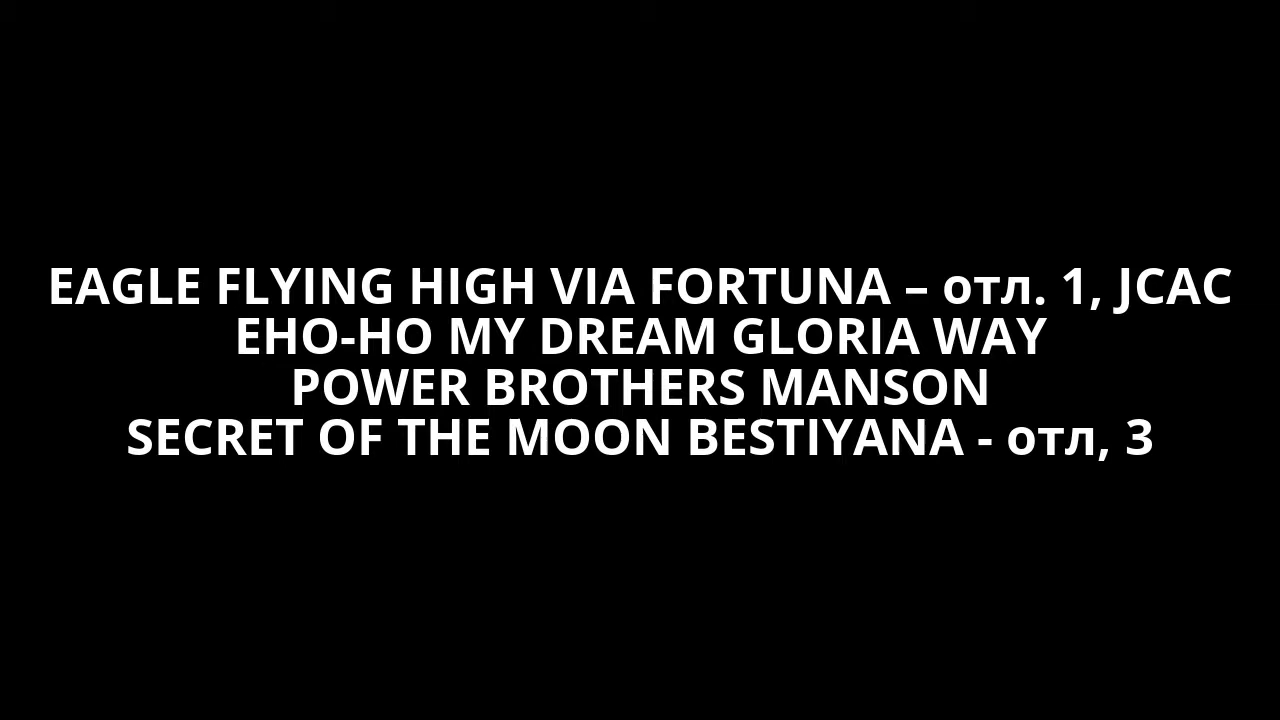 EAGLE FLYING HIGH VIA FORTUNA – отл. 1, JCAC
EHO-HO MY DREAM GLORIA WAY
POWER BROTHERS MANSON
SECRET OF THE MOON BESTIYANA - отл, 3